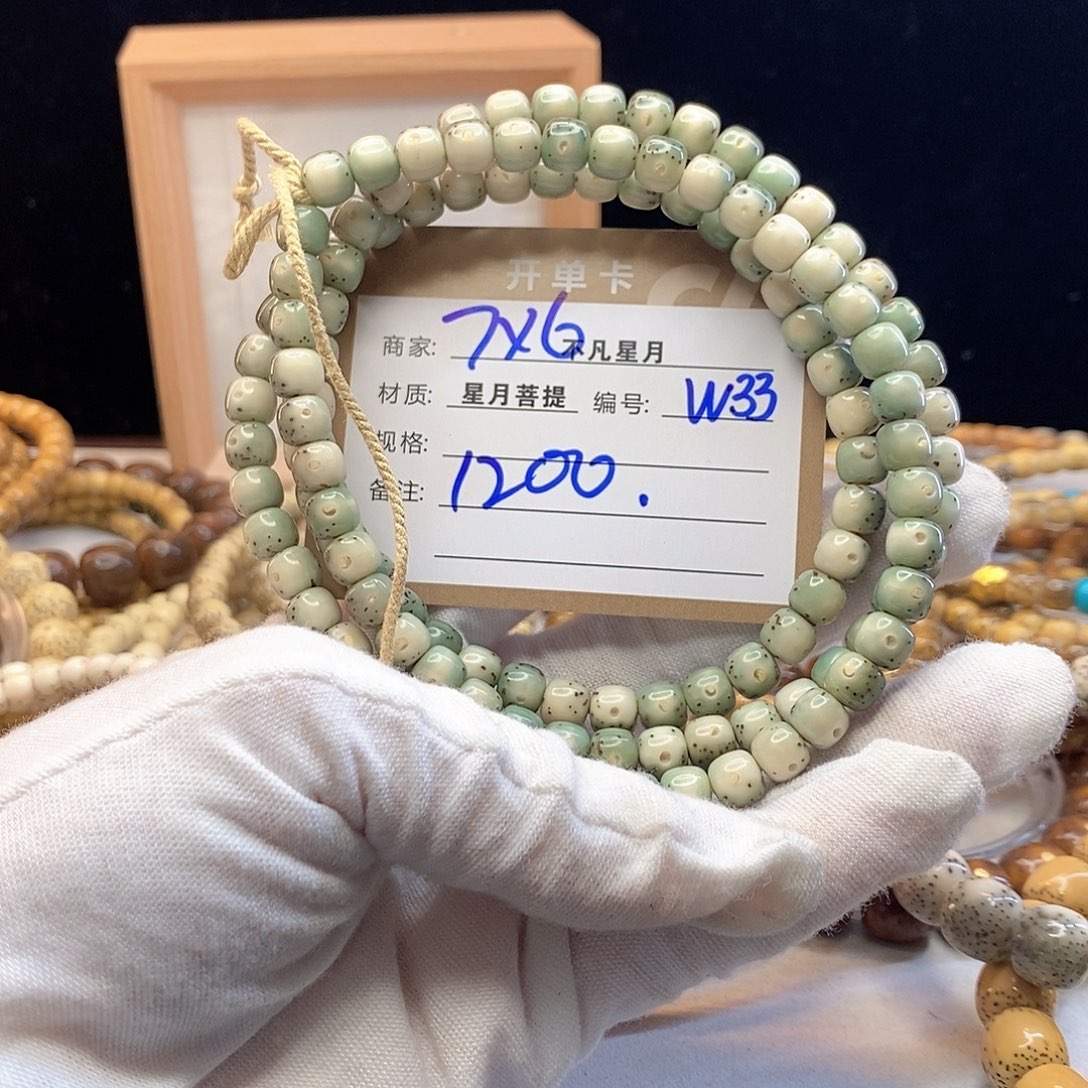 开单卡
商家: 7X6 不凡星月
材质: 星月菩提 编号: W33
规格:
备注: 1200.